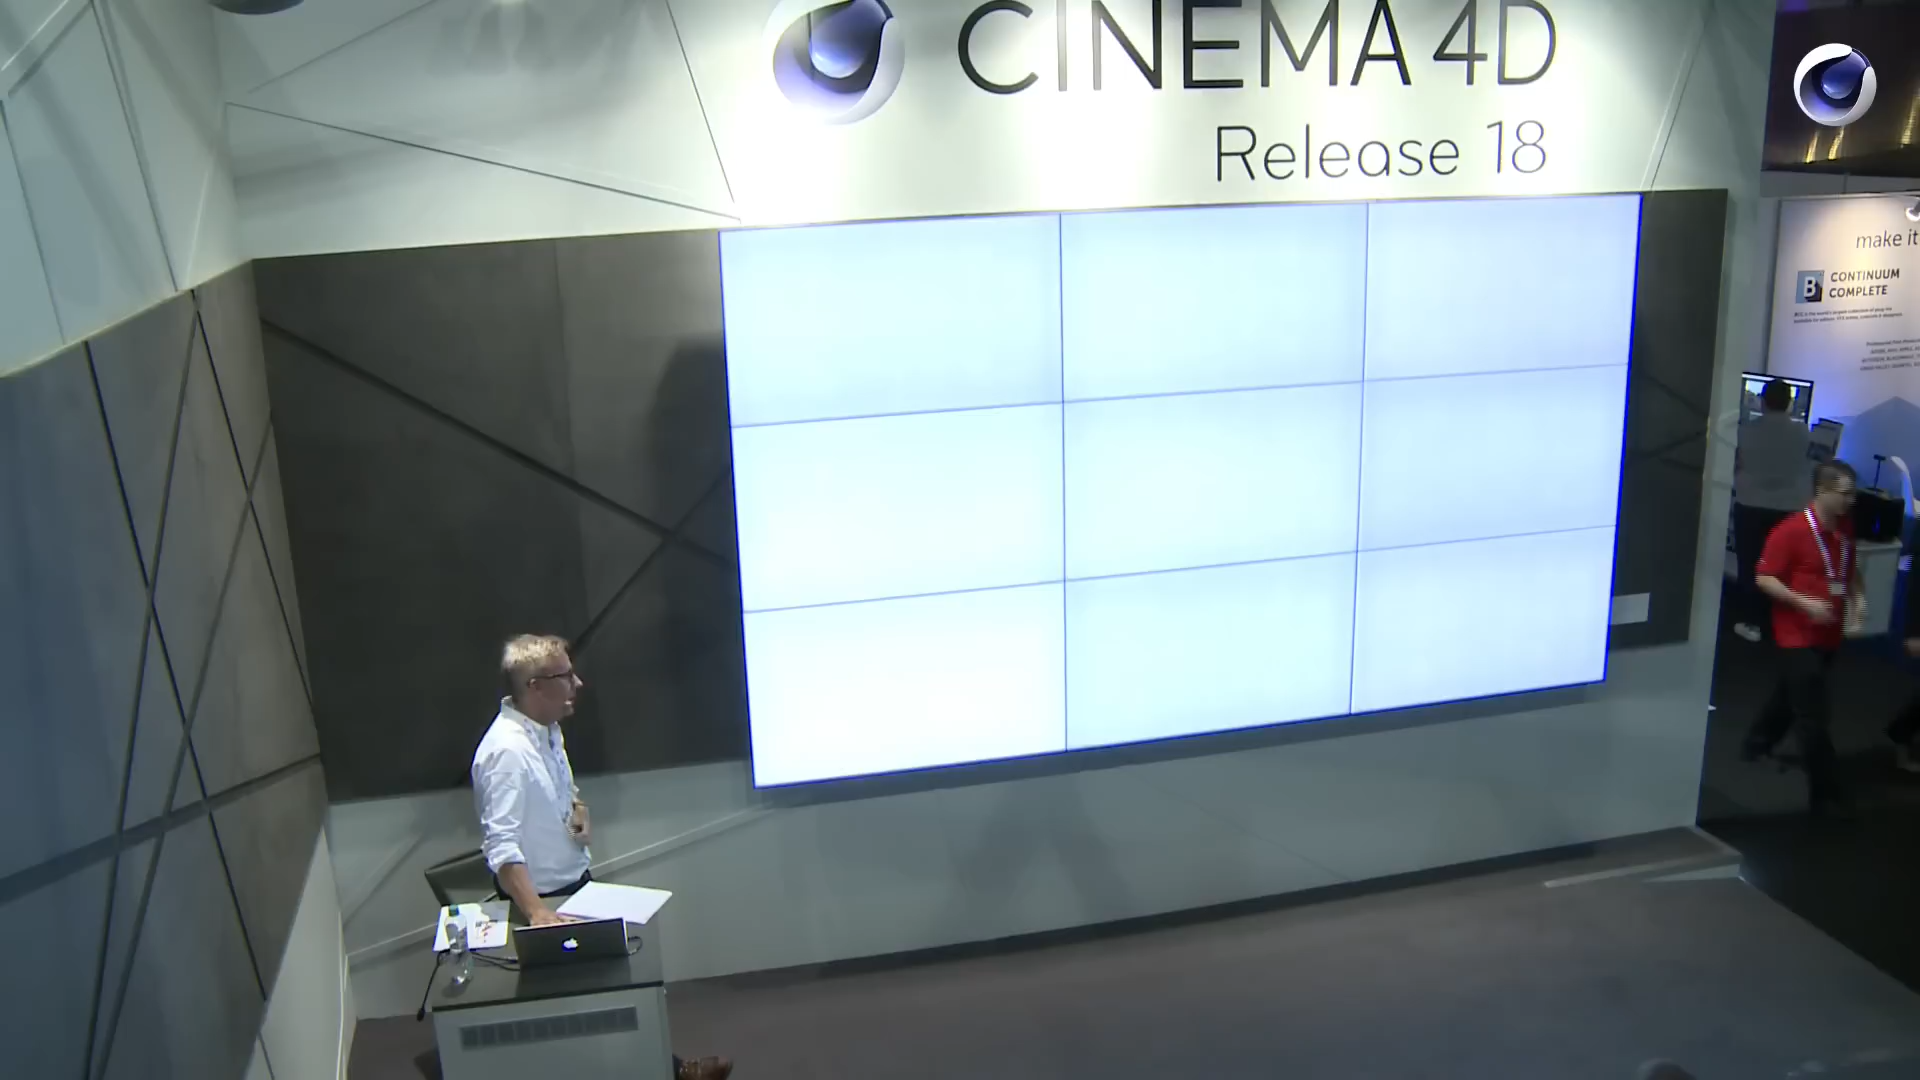 CINEMA 4D
Release 18
make it
B
CONTINUUM
COMPLETE